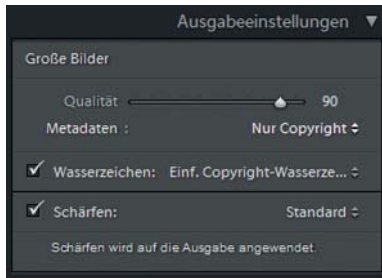 Ausgabeeinstellungen
Große Bilder
Qualität 90
Metadaten : Nur Copyright
Wasserzeichen: Einf. Copyright-Wasserze...
Schärfen: Standard
Schärfen wird auf die Ausgabe angewendet.